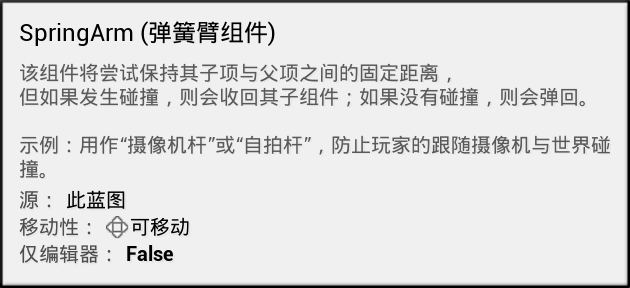 SpringArm (弹簧臂组件)
该组件将尝试保持其子项与父项之间的固定距离，
但如果发生碰撞，则会收回其子组件；如果没有碰撞，则会弹回。
示例：用作“摄像机杆”或“自拍杆”，防止玩家的跟随摄像机与世界碰
撞。
源： 此蓝图
移动性： 可移动
仅编辑器： False